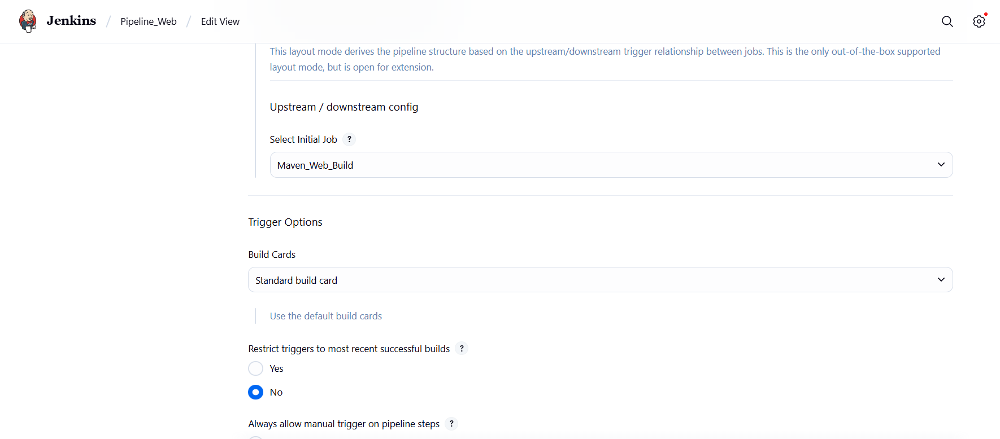 Jenkins / Pipeline_Web / Edit View
This layout mode derives the pipeline structure based on the upstream/downstream trigger relationship between jobs. This is the only out-of-the-box supported
layout mode, but is open for extension.
Upstream / downstream config
Select Initial Job ?
Maven_Web_Build
Trigger Options
Build Cards
Standard build card
Use the default build cards
Restrict triggers to most recent successful builds ?
Yes
No
Always allow manual trigger on pipeline steps ?